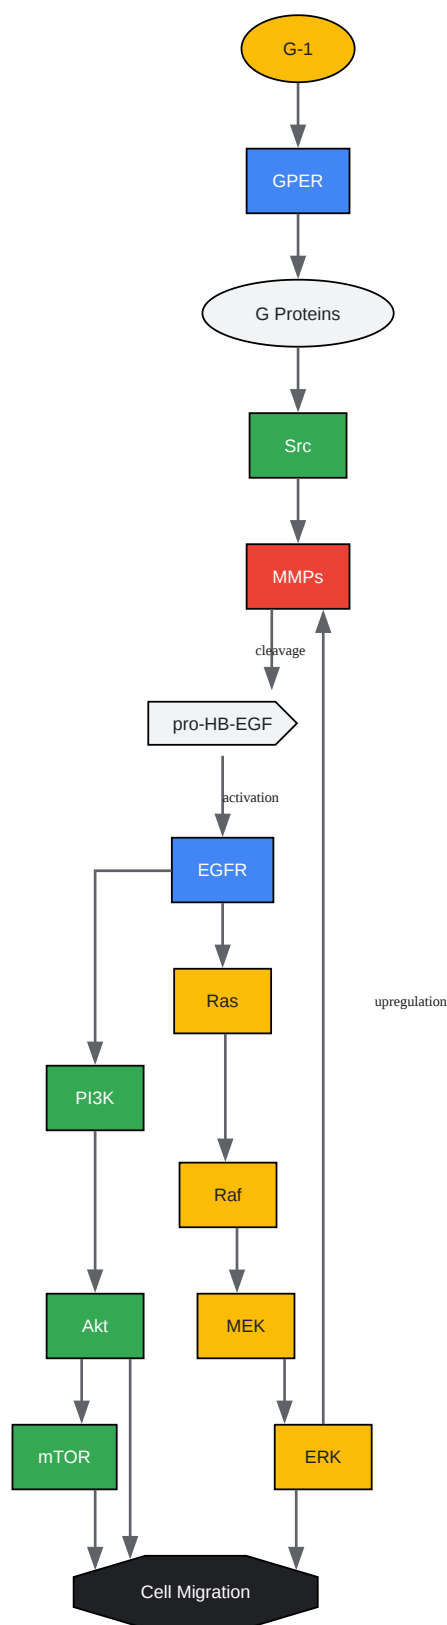 G-1
GPER
G Proteins
Src
MMPs
cleavage
pro-HB-EGF
activation
EGFR
Ras
upregulation
PI3K
Raf
Akt
MEK
mTOR
ERK
Cell Migration